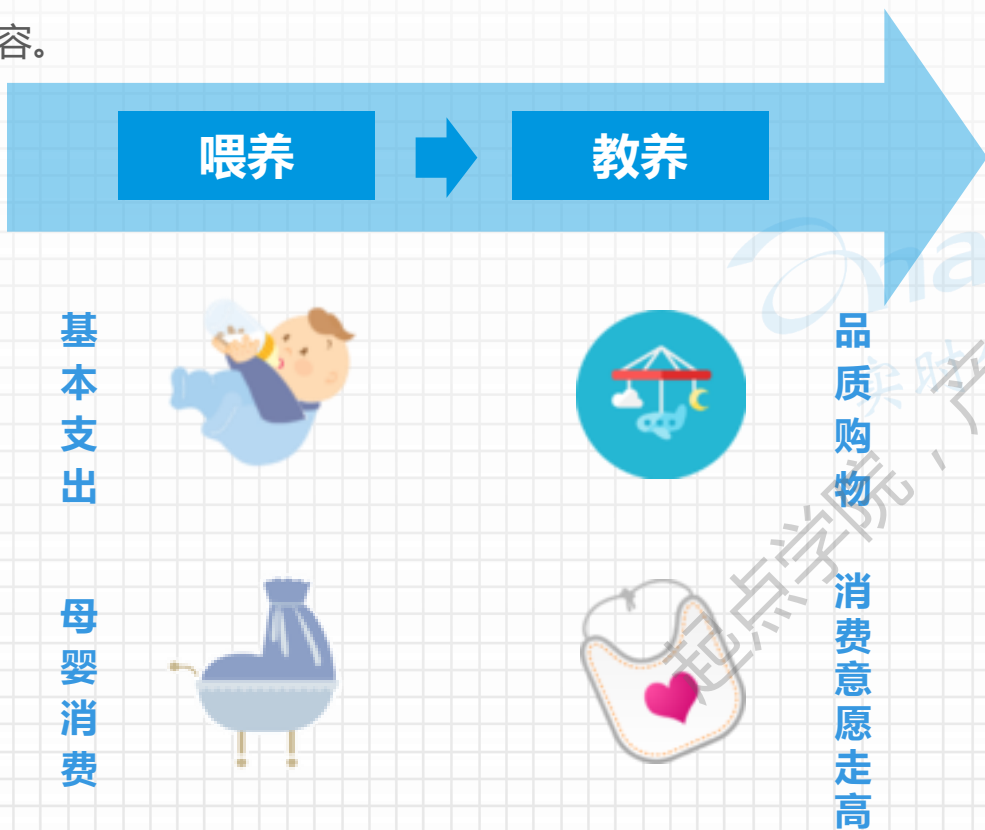 容。
喂养
教养
基本支出
品质购物
母婴消费
消费意愿走高
起点学院，